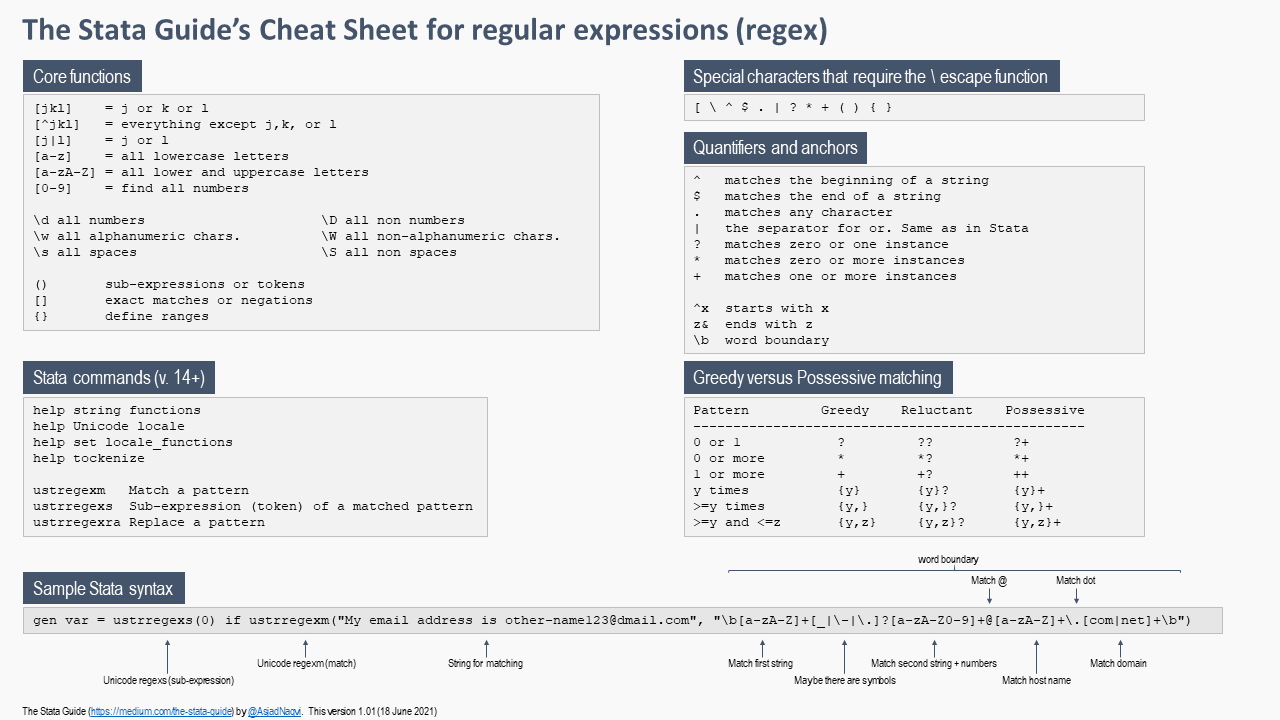 The Stata Guide's Cheat Sheet for regular expressions (regex)
Core functions
[jkl] = j or k or l
[^jkl] = everything except j,k, or l
[j|l] = j or l
[a-z] = all lowercase letters
[a-zA-Z] = all lower and uppercase letters
[0-9] = find all numbers
\d all numbers \D all non numbers
\w all alphanumeric chars. \W all non-alphanumeric chars.
\s all spaces \S all non spaces
() sub-expressions or tokens
[] exact matches or negations
{} define ranges
Special characters that require the \ escape function
[ \ ^ $ . | ? * + ( ) { }
Quantifiers and anchors
^ matches the beginning of a string
$ matches the end of a string
. matches any character
| the separator for or. Same as in Stata
? matches zero or one instance
* matches zero or more instances
+ matches one or more instances
^x starts with x
z& ends with z
\b word boundary
Stata commands (v. 14+)
help string functions
help Unicode locale
help set locale_functions
help tockenize
ustregexm Match a pattern
ustrregexs Sub-expression (token) of a matched pattern
ustrregexra Replace a pattern
Greedy versus Possessive matching
Pattern Greedy Reluctant Possessive
-------------------------------------------------
0 or 1 ? ?? ?+
0 or more * *? *+
1 or more + +? ++
y times {y} {y}? {y}+
>=y times {y,} {y,}? {y,}+
>=y and <=z {y,z} {y,z}? {y,z}+
Sample Stata syntax
word boundary
Match @ Match dot
gen var = ustrregexs(0) if ustrregexm("My email address is other-name123@dmail.com", "\b[a-zA-Z]+[_|\-|\.]?[a-zA-Z0-9]+@[a-zA-Z]+\.[com|net]+\b")
Unicode regexm (match) String for matching Match first string Match second string + numbers Match domain
Unicode regexs (sub-expression) Maybe there are symbols Match host name
The Stata Guide (https://medium.com/the-stata-guide) by @AsjadNaqvi. This version 1.01 (18 June 2021)